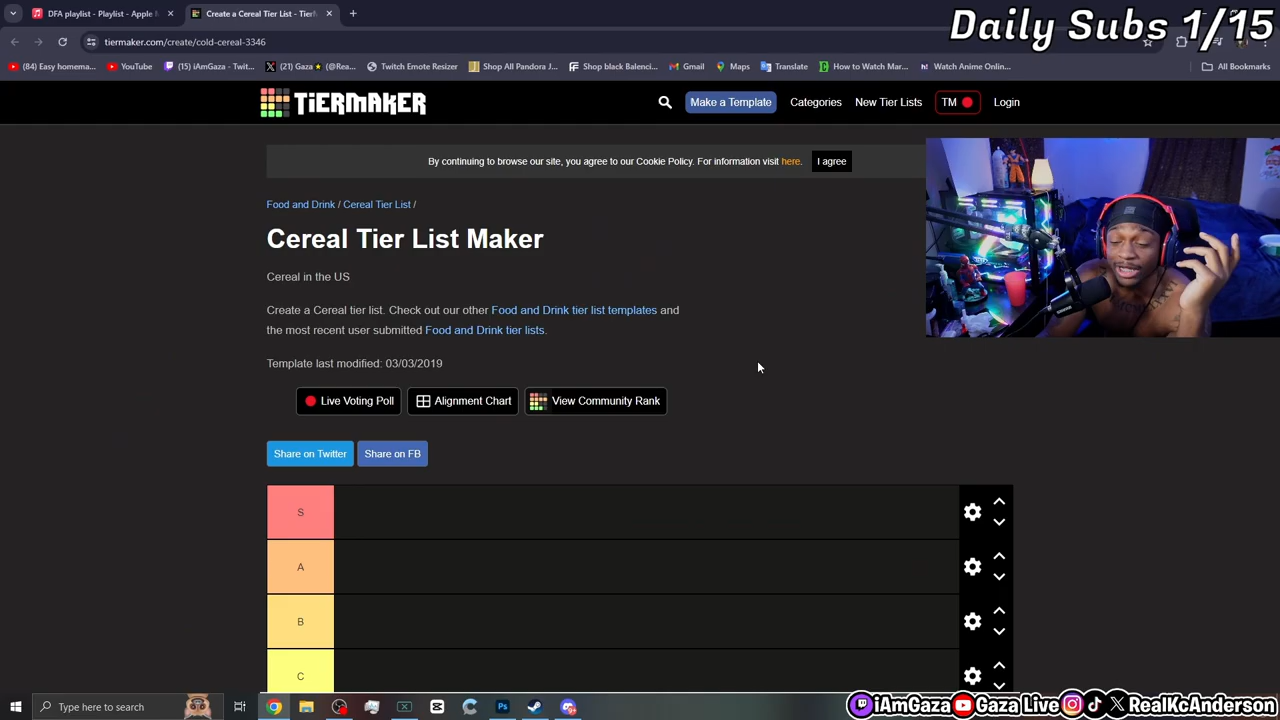 DFA playlist - Playlist - Apple M
Create a Cereal Tier List - TierM
Daily Subs 1/15
tiermaker.com/create/cold-cereal-3346
(84) Easy homema...
YouTube
(15) iAmGaza - Twit...
(21) Gaza ★ (@Rea...
Twitch Emote Resizer
Shop All Pandora J...
Shop black Balenci...
Gmail
Maps
Translate
How to Watch Mar...
Watch Anime Onlin...
All Bookmarks
TiERMAKER
Make a Template
Categories
New Tier Lists
TM
Login
By continuing to browse our site, you agree to our Cookie Policy. For information visit here.
I agree
Food and Drink / Cereal Tier List /
Cereal Tier List Maker
Cereal in the US
Create a Cereal tier list. Check out our other Food and Drink tier list templates and
the most recent user submitted Food and Drink tier lists.
Template last modified: 03/03/2019
Live Voting Poll
Alignment Chart
View Community Rank
Share on Twitter
Share on FB
S
A
B
C
Type here to search
iAmGaza
Gaza Live
RealKcAnderson